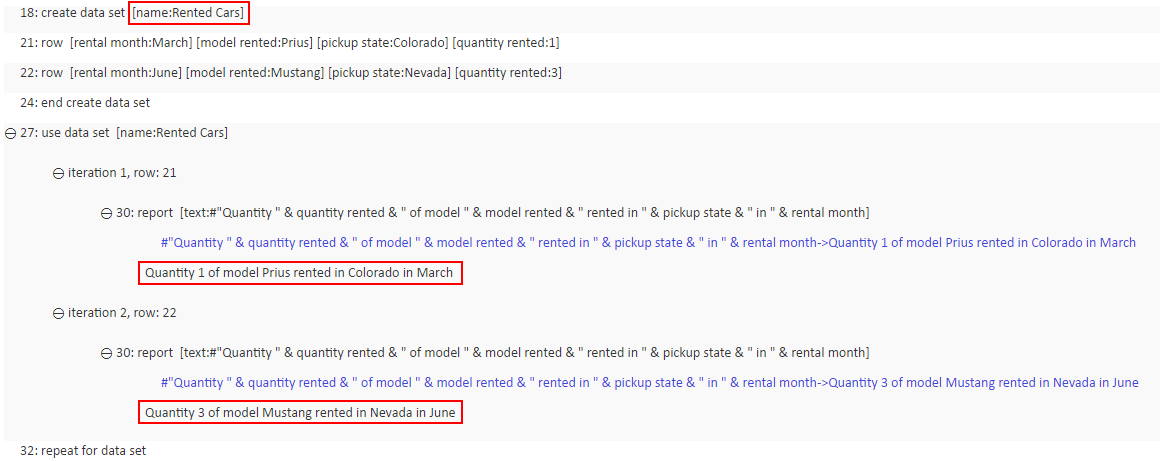 18: create data set [name:Rented Cars]
21: row [rental month:March] [model rented:Prius] [pickup state:Colorado] [quantity rented:1]
22: row [rental month:June] [model rented:Mustang] [pickup state:Nevada] [quantity rented:3]
24: end create data set
27: use data set [name:Rented Cars]
iteration 1, row: 21
30: report [text:#"Quantity " & quantity rented & " of model " & model rented & " rented in " & pickup state & " in " & rental month]
#"Quantity " & quantity rented & " of model " & model rented & " rented in " & pickup state & " in " & rental month->Quantity 1 of model Prius rented in Colorado in March
Quantity 1 of model Prius rented in Colorado in March
iteration 2, row: 22
30: report [text:#"Quantity " & quantity rented & " of model " & model rented & " rented in " & pickup state & " in " & rental month]
#"Quantity " & quantity rented & " of model " & model rented & " rented in " & pickup state & " in " & rental month->Quantity 3 of model Mustang rented in Nevada in June
Quantity 3 of model Mustang rented in Nevada in June
32: repeat for data set